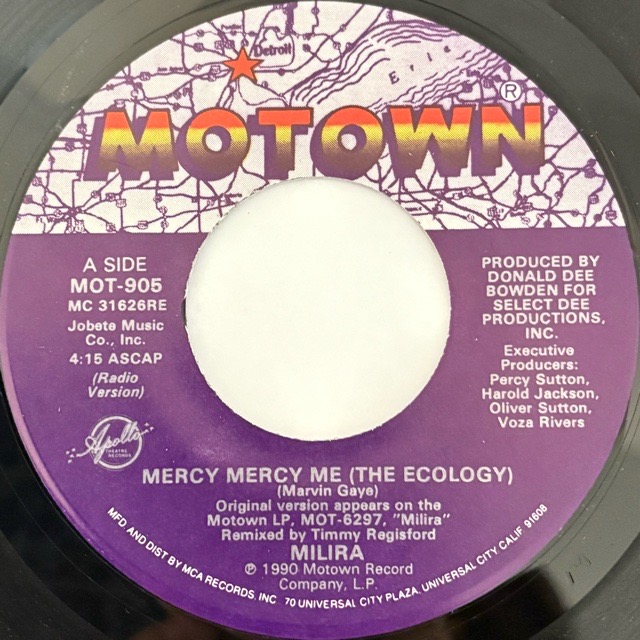 Detroit
Erie
MOTOWN®
A SIDE
MOT-905
MC 31626RE
Jobete Music
Co., Inc.
4:15 ASCAP
(Radio
Version)
Apollo
THEATRE
RECORDS
PRODUCED BY
DONALD DEE
BOWDEN FOR
SELECT DEE
PRODUCTIONS,
INC.
Executive
Producers:
Percy Sutton,
Harold Jackson,
Oliver Sutton,
Voza Rivers
MERCY MERCY ME (THE ECOLOGY)
(Marvin Gaye)
Original version appears on the
Motown LP, MOT-6297, "Milira"
Remixed by Timmy Regisford
MILIRA
℗ 1990 Motown Record
Company, L.P.
MFD AND DIST BY MCA RECORDS, INC 70 UNIVERSAL CITY PLAZA, UNIVERSAL CITY CALIF 91608